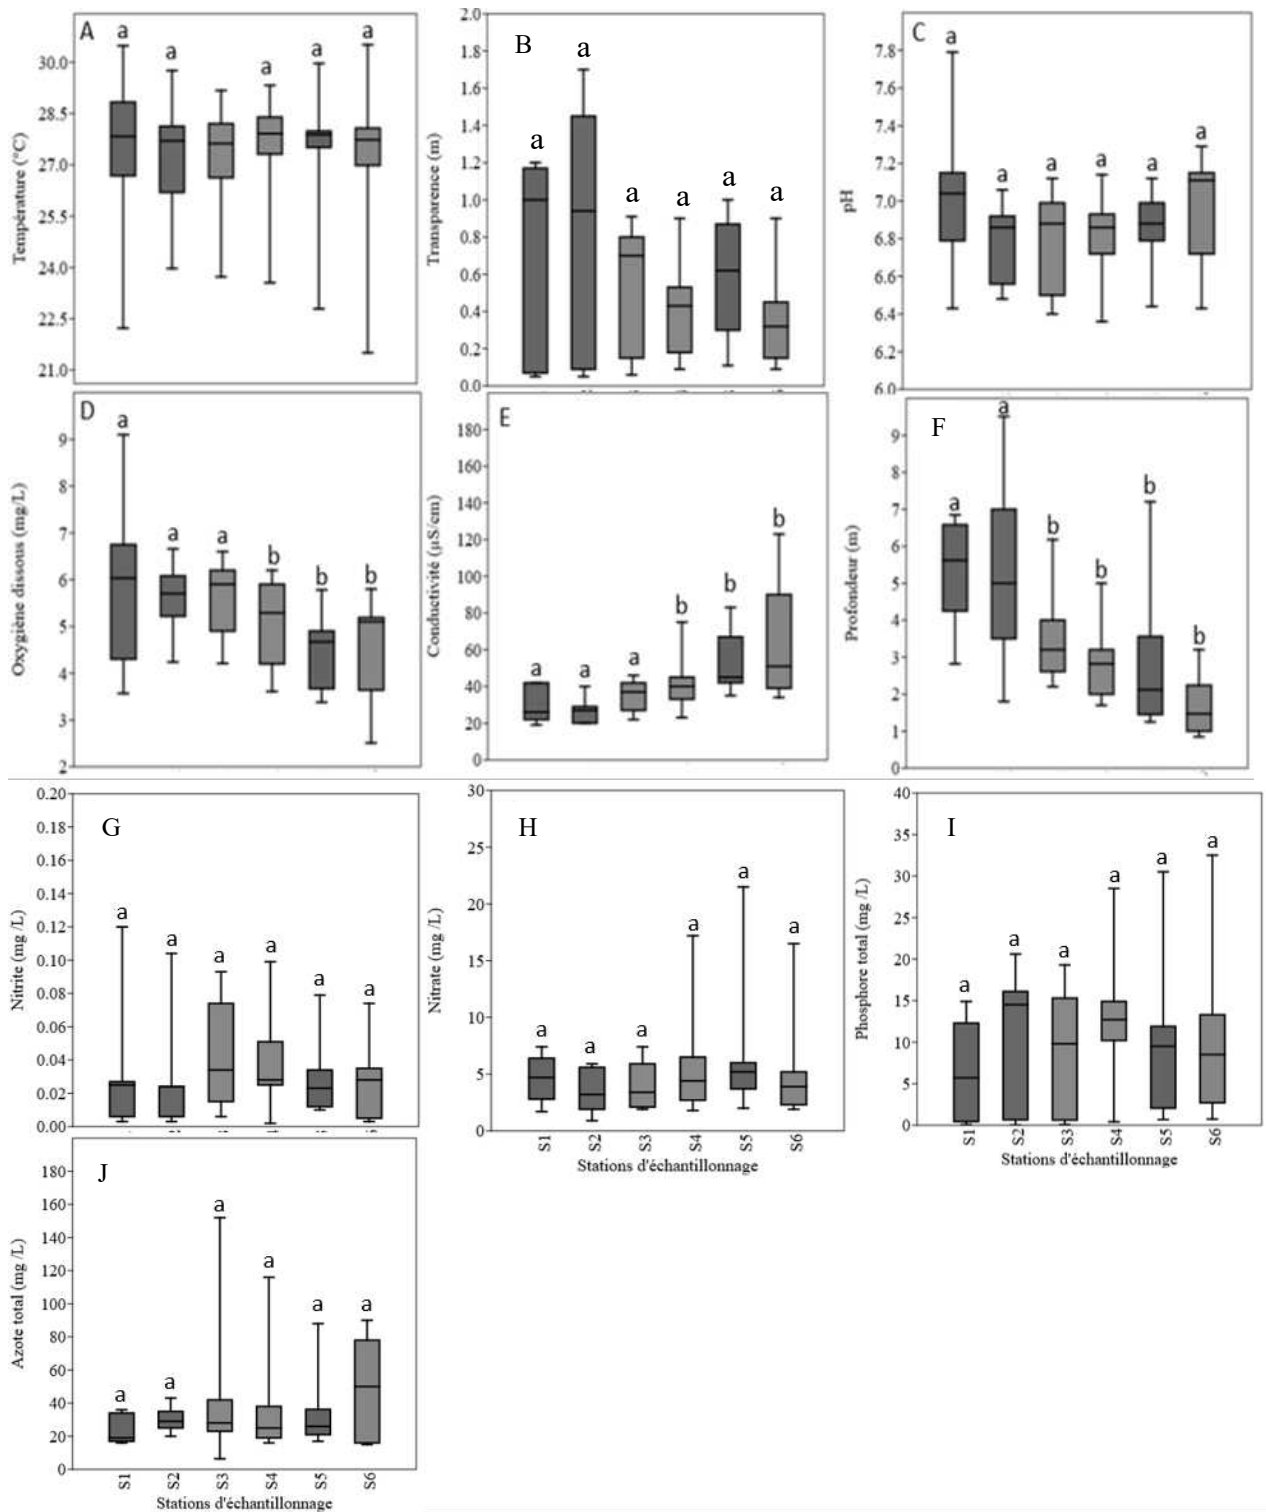 A
Température (°C)
30.0
28.5
27.0
25.5
24.0
22.5
21.0
a a a a a
B
Transparence (m)
2.0
1.8
1.6
1.4
1.2
1.0
0.8
0.6
0.4
0.2
0.0
a a a a a a
C
pH
7.8
7.6
7.4
7.2
7.0
6.8
6.6
6.4
6.2
6.0
a a a a a a
D
Oxygène dissous (mg/L)
9
8
7
6
5
4
3
2
a a a b b b
E
Conductivité (µS/cm)
180
160
140
120
100
80
60
40
20
0
a a a b b b
F
Profondeur (m)
9
8
7
6
5
4
3
2
1
0
a a b b b b
G
Nitrite (mg /L)
0.20
0.18
0.16
0.14
0.12
0.10
0.08
0.06
0.04
0.02
0.00
a a a a a a
H
Nitrate (mg /L)
30
25
20
15
10
5
0
a a a a a a
S1 S2 S3 S4 S5 S6
Stations d'échantillonnage
I
Phosphore total (mg /L)
40
35
30
25
20
15
10
5
0
a a a a a a
S1 S2 S3 S4 S5 S6
Stations d'échantillonnage
J
Azote total (mg /L)
180
160
140
120
100
80
60
40
20
0
a a a a a a
S1 S2 S3 S4 S5 S6
Stations d'échantillonnage